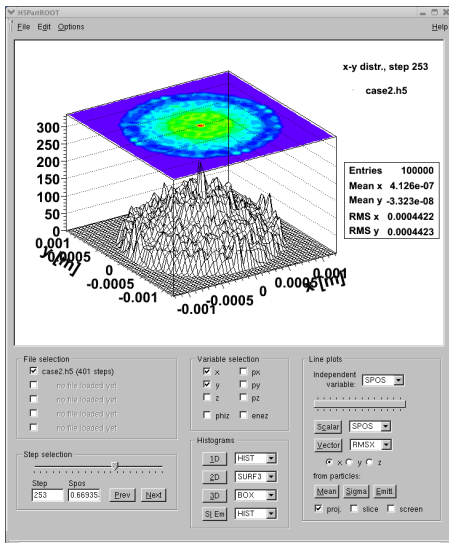 H5PartROOT
File Edit Options Help
x-y distr., step 253
case2.h5
300
250
200
150
100
50
0
Entries 100000
Mean x 4.126e-07
Mean y -3.323e-08
RMS x 0.0004422
RMS y 0.0004423
0.001
0.0005
0
-0.0005
-0.001
y [m]
-0.001
-0.0005
0
0.0005
0.001
x [m]
File selection
case2.h5 (401 steps)
no file loaded yet
no file loaded yet
no file loaded yet
no file loaded yet
Step selection
Step Spos
253 0.669353 Prev Next
Variable selection
x px
y py
z pz
phiz enez
Histograms
1D HIST
2D SURF3
3D BOX
Sl Em HIST
Line plots
Independent
variable: SPOS
Scalar SPOS
Vector RMSX
x y z
from particles:
Mean Sigma Emitt
proj. slice screen